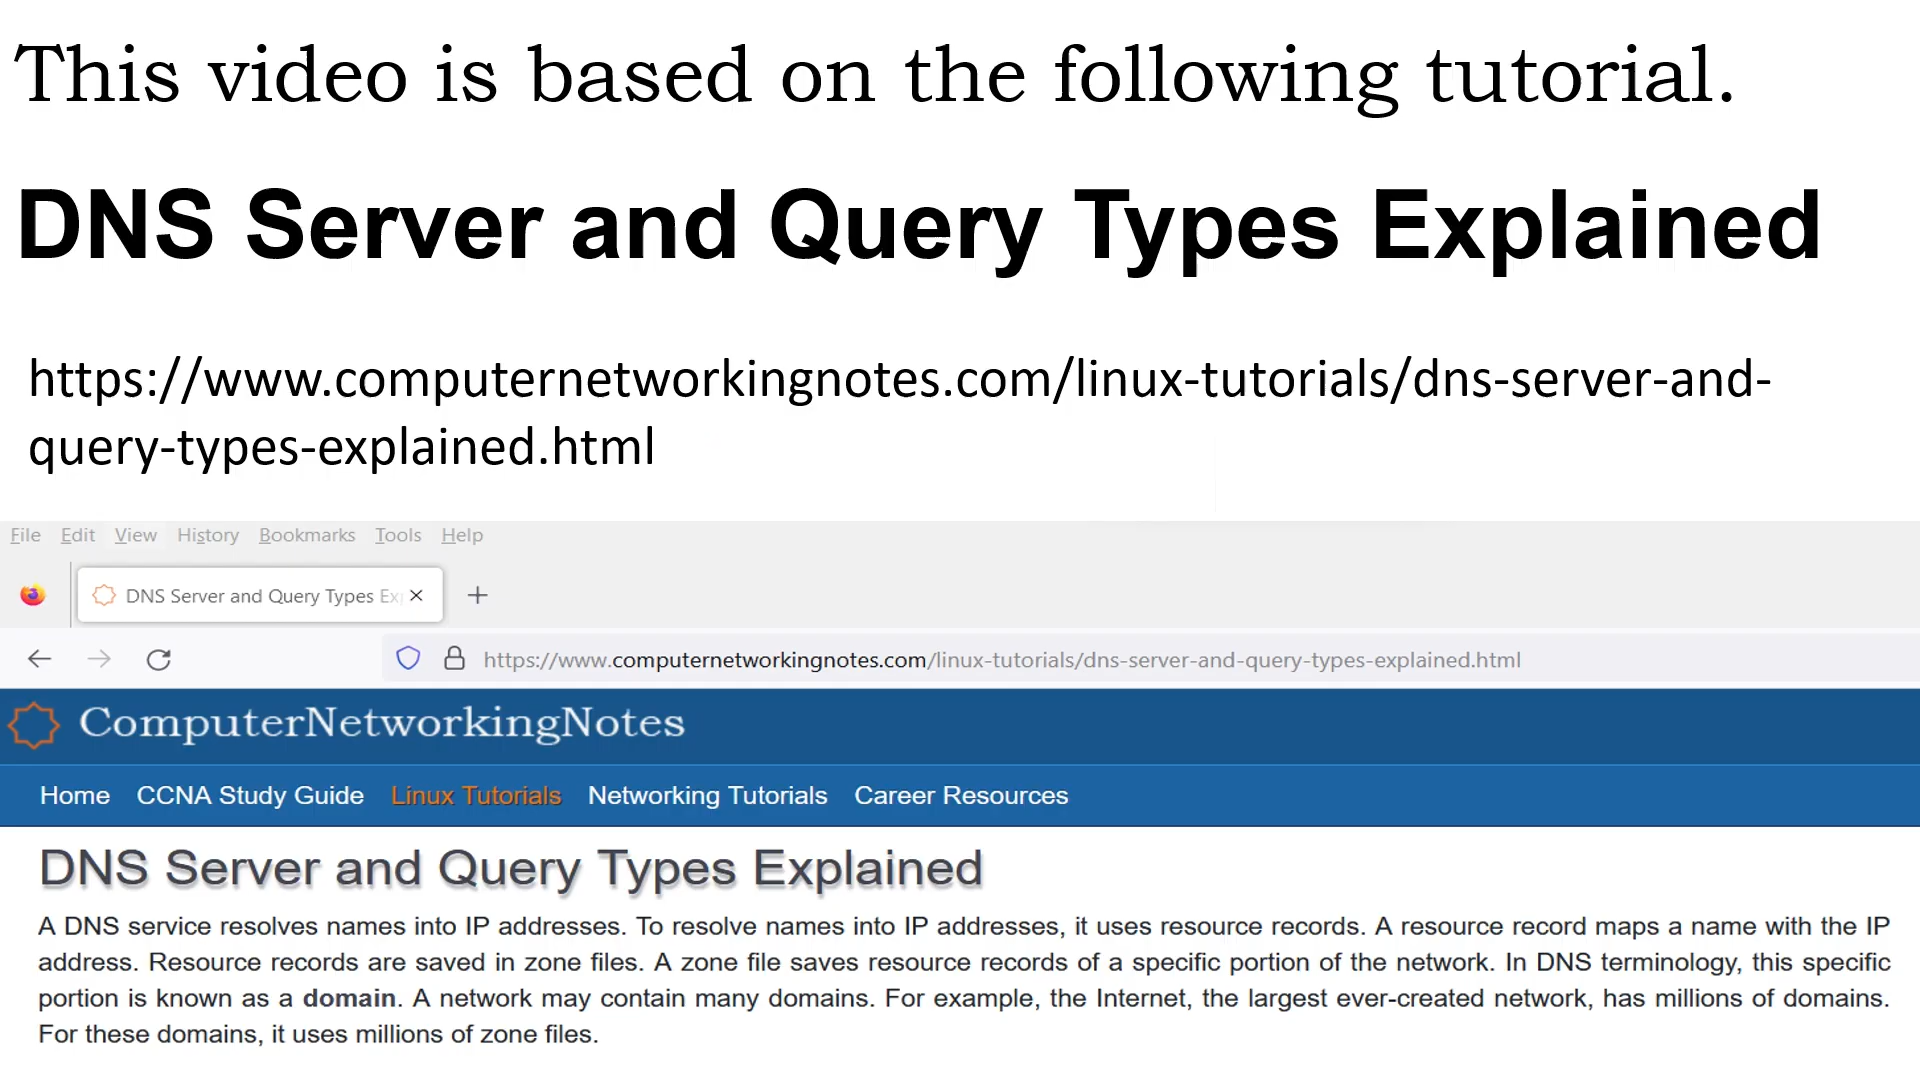 This video is based on the following tutorial.
DNS Server and Query Types Explained
https://www.computernetworkingnotes.com/linux-tutorials/dns-server-and-
query-types-explained.html
File Edit View History Bookmarks Tools Help
DNS Server and Query Types Ex
https://www.computernetworkingnotes.com/linux-tutorials/dns-server-and-query-types-explained.html
ComputerNetworkingNotes
Home CCNA Study Guide Linux Tutorials Networking Tutorials Career Resources
DNS Server and Query Types Explained
A DNS service resolves names into IP addresses. To resolve names into IP addresses, it uses resource records. A resource record maps a name with the IP
address. Resource records are saved in zone files. A zone file saves resource records of a specific portion of the network. In DNS terminology, this specific
portion is known as a domain. A network may contain many domains. For example, the Internet, the largest ever-created network, has millions of domains.
For these domains, it uses millions of zone files.